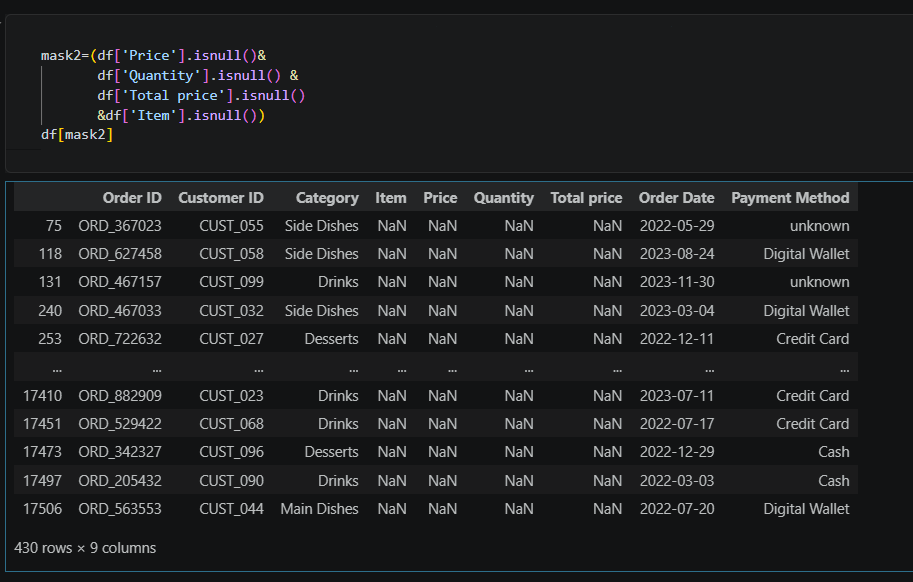 mask2=(df['Price'].isnull()&
df['Quantity'].isnull() &
df['Total price'].isnull()
&df['Item'].isnull())
df[mask2]
Order ID Customer ID Category Item Price Quantity Total price Order Date Payment Method
75 ORD_367023 CUST_055 Side Dishes NaN NaN NaN NaN 2022-05-29 unknown
118 ORD_627458 CUST_058 Side Dishes NaN NaN NaN NaN 2023-08-24 Digital Wallet
131 ORD_467157 CUST_099 Drinks NaN NaN NaN NaN 2023-11-30 unknown
240 ORD_467033 CUST_032 Side Dishes NaN NaN NaN NaN 2023-03-04 Digital Wallet
253 ORD_722632 CUST_027 Desserts NaN NaN NaN NaN 2022-12-11 Credit Card
... ... ... ... ... ... ... ... ... ...
17410 ORD_882909 CUST_023 Drinks NaN NaN NaN NaN 2023-07-11 Credit Card
17451 ORD_529422 CUST_068 Drinks NaN NaN NaN NaN 2022-07-17 Credit Card
17473 ORD_342327 CUST_096 Desserts NaN NaN NaN NaN 2022-12-29 Cash
17497 ORD_205432 CUST_090 Drinks NaN NaN NaN NaN 2022-03-03 Cash
17506 ORD_563553 CUST_044 Main Dishes NaN NaN NaN NaN 2022-07-20 Digital Wallet
430 rows × 9 columns